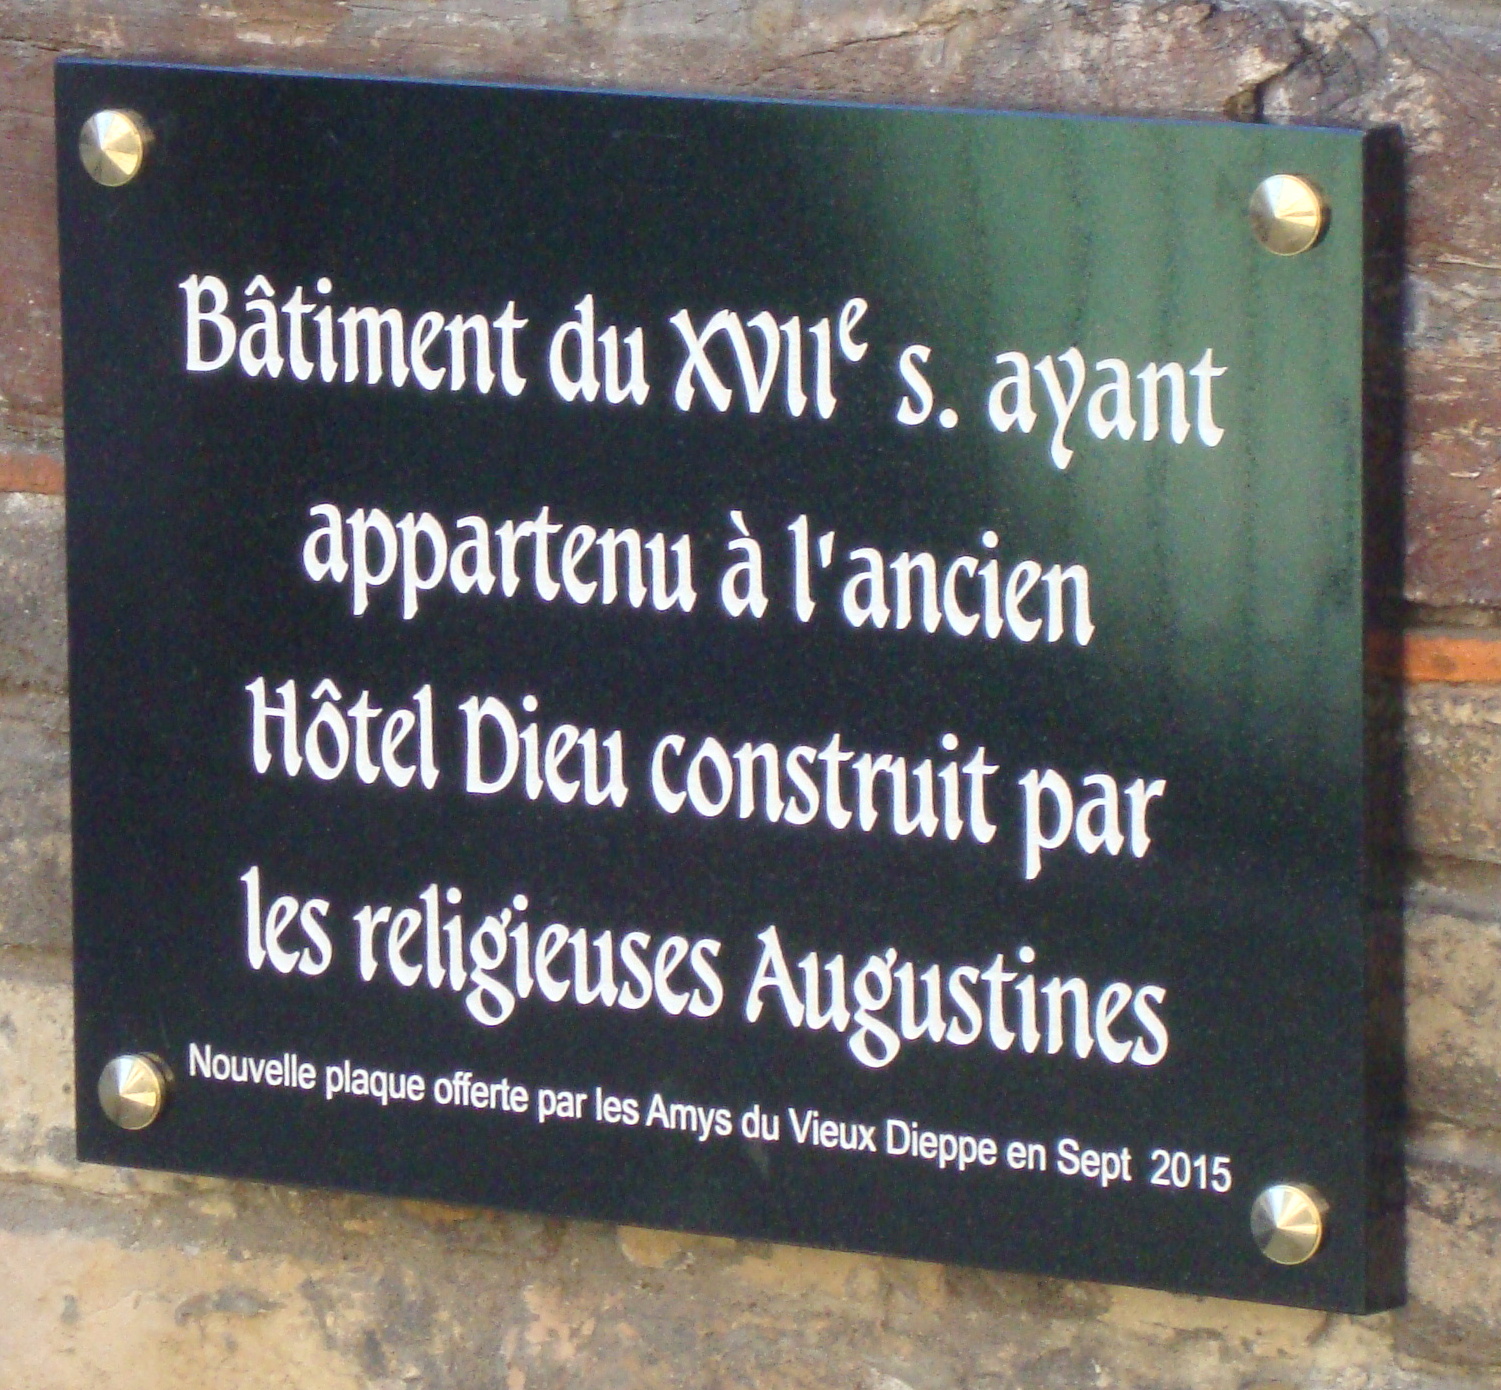 Bâtiment du XVIIe s. ayant
appartenu à l'ancien
Hôtel Dieu construit par
les religieuses Augustines
Nouvelle plaque offerte par les Amys du Vieux Dieppe en Sept 2015